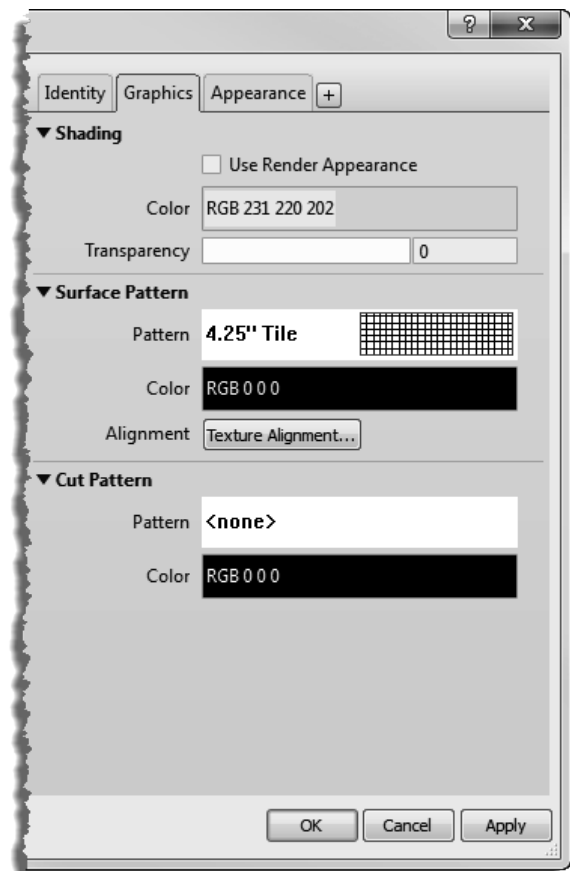 ? x
Identity Graphics Appearance +
Shading
Use Render Appearance
Color RGB 231 220 202
Transparency 0
Surface Pattern
Pattern 4.25" Tile
Color RGB 0 0 0
Alignment Texture Alignment...
Cut Pattern
Pattern <none>
Color RGB 0 0 0
OK Cancel Apply